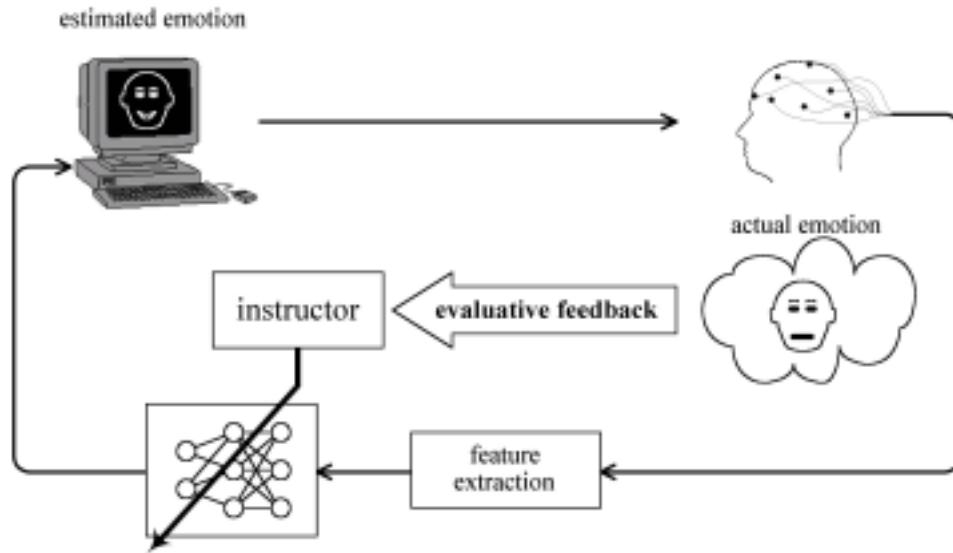 estimated emotion
actual emotion
instructor
evaluative feedback
feature
extraction